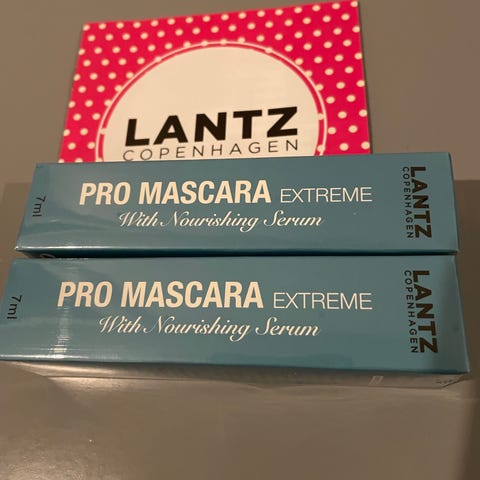 LANTZ
COPENHAGEN
7 ml
PRO MASCARA EXTREME
With Nourishing Serum
LANTZ
COPENHAGEN
7 ml
PRO MASCARA EXTREME
With Nourishing Serum
LANTZ
COPENHAGEN